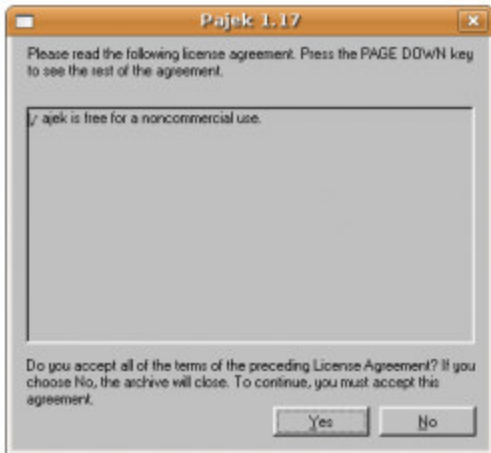 Pajek 1.17
Please read the following license agreement. Press the PAGE DOWN key
to see the rest of the agreement.
ajek is free for a noncommercial use.
Do you accept all of the terms of the preceding License Agreement? If you
choose No, the archive will close. To continue, you must accept this
agreement.
Yes
No